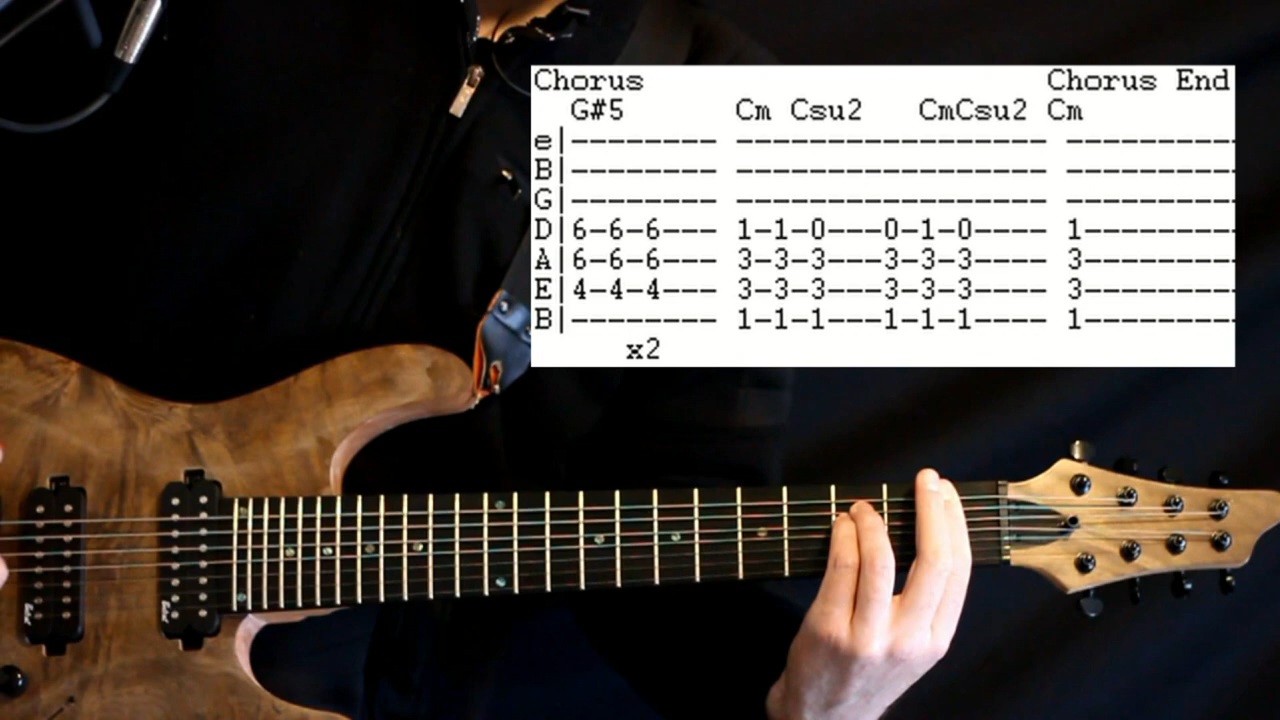 Chorus                      Chorus End
  G#5      Cm Csu2   CmCsu2 Cm
e|-------- ----------------- ---------
B|-------- ----------------- ---------
G|-------- ----------------- ---------
D|6-6-6--- 1-1-0---0-1-0---- 1--------
A|6-6-6--- 3-3-3---3-3-3---- 3--------
E|4-4-4--- 3-3-3---3-3-3---- 3--------
B|-------- 1-1-1---1-1-1---- 1--------
     x2